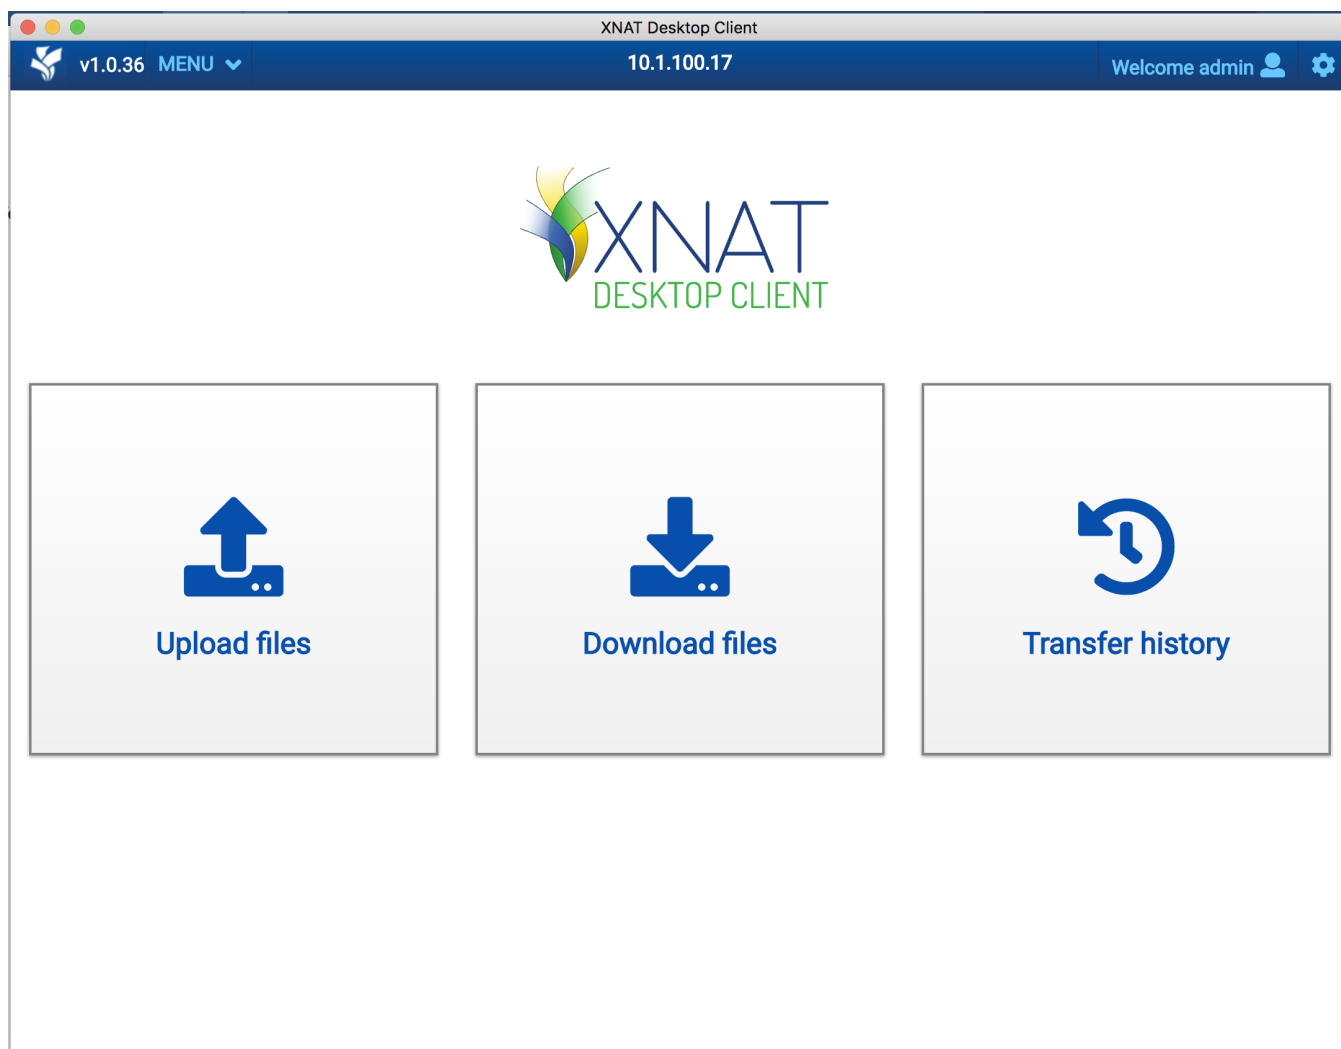 XNAT Desktop Client
v1.0.36 MENU 10.1.100.17 Welcome admin
XNAT
DESKTOP CLIENT
Upload files Download files Transfer history